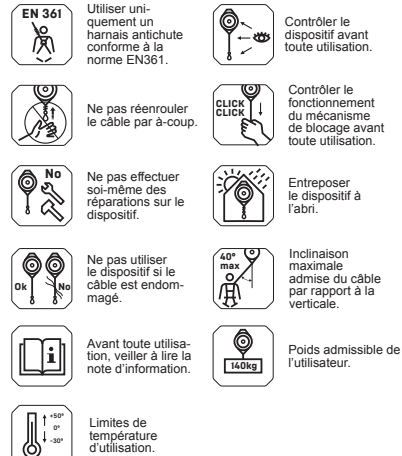 EN 361
Utiliser uni-
quement un
harnais antichute
conforme à la
norme EN361.
Contrôler le
dispositif avant
toute utilisation.
Ne pas réenrouler
le câble par à-coup.
CLICK
CLICK
Contrôler le
fonctionnement
du mécanisme
de blocage avant
toute utilisation.
No
Ne pas effectuer
soi-même des
réparations sur le
dispositif.
Entreposer
le dispositif à
l'abri.
Ok
No
Ne pas utiliser
le dispositif si le
câble est endom-
magé.
40°
max
Inclinaison
maximale
admise du câble
par rapport à la
verticale.
i
Avant toute utilisa-
tion, veiller à lire la
note d'information.
140kg
Poids admissible de
l'utilisateur.
+50°
0°
-30°
Limites de
température
d'utilisation.